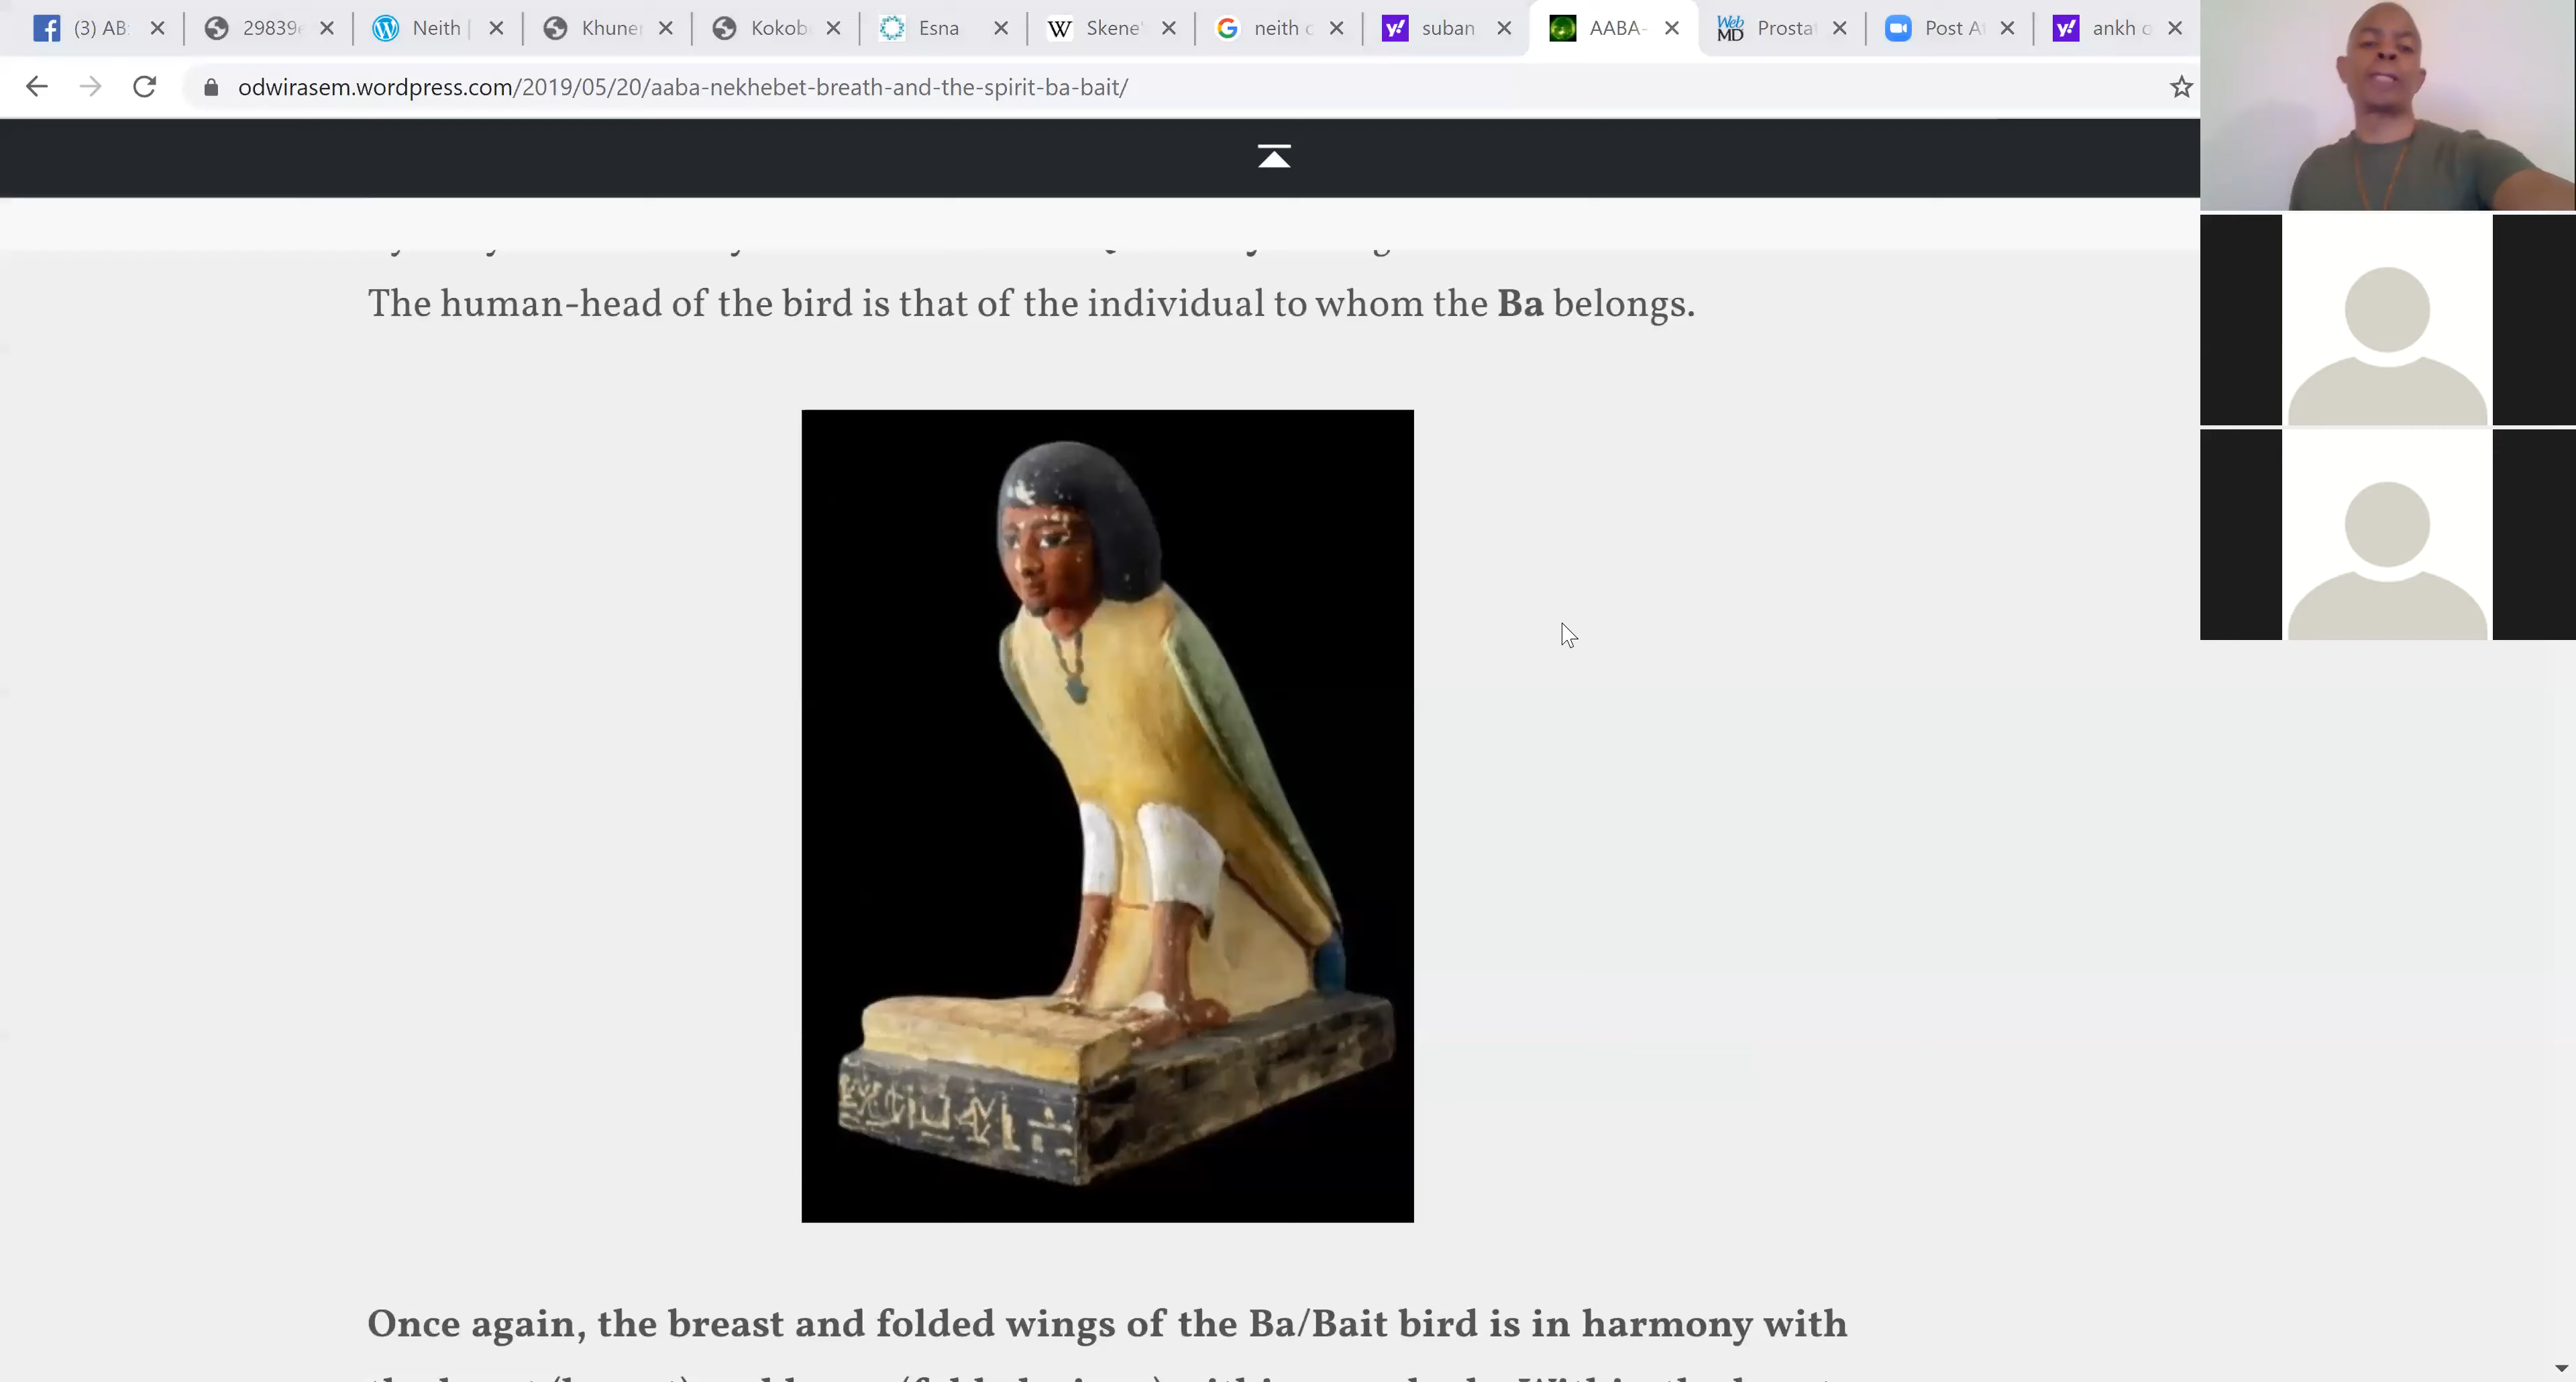 (3) AB:
29839
Neith
Khuner
Kokob
Esna
W
Skene'
G
neith
y!
suban
AABA-
Web
MD
Prosta
Post A
y!
ankh
odwirasem.wordpress.com/2019/05/20/aaba-nekhebet-breath-and-the-spirit-ba-bait/
The human-head of the bird is that of the individual to whom the Ba belongs.
Once again, the breast and folded wings of the Ba/Bait bird is in harmony with